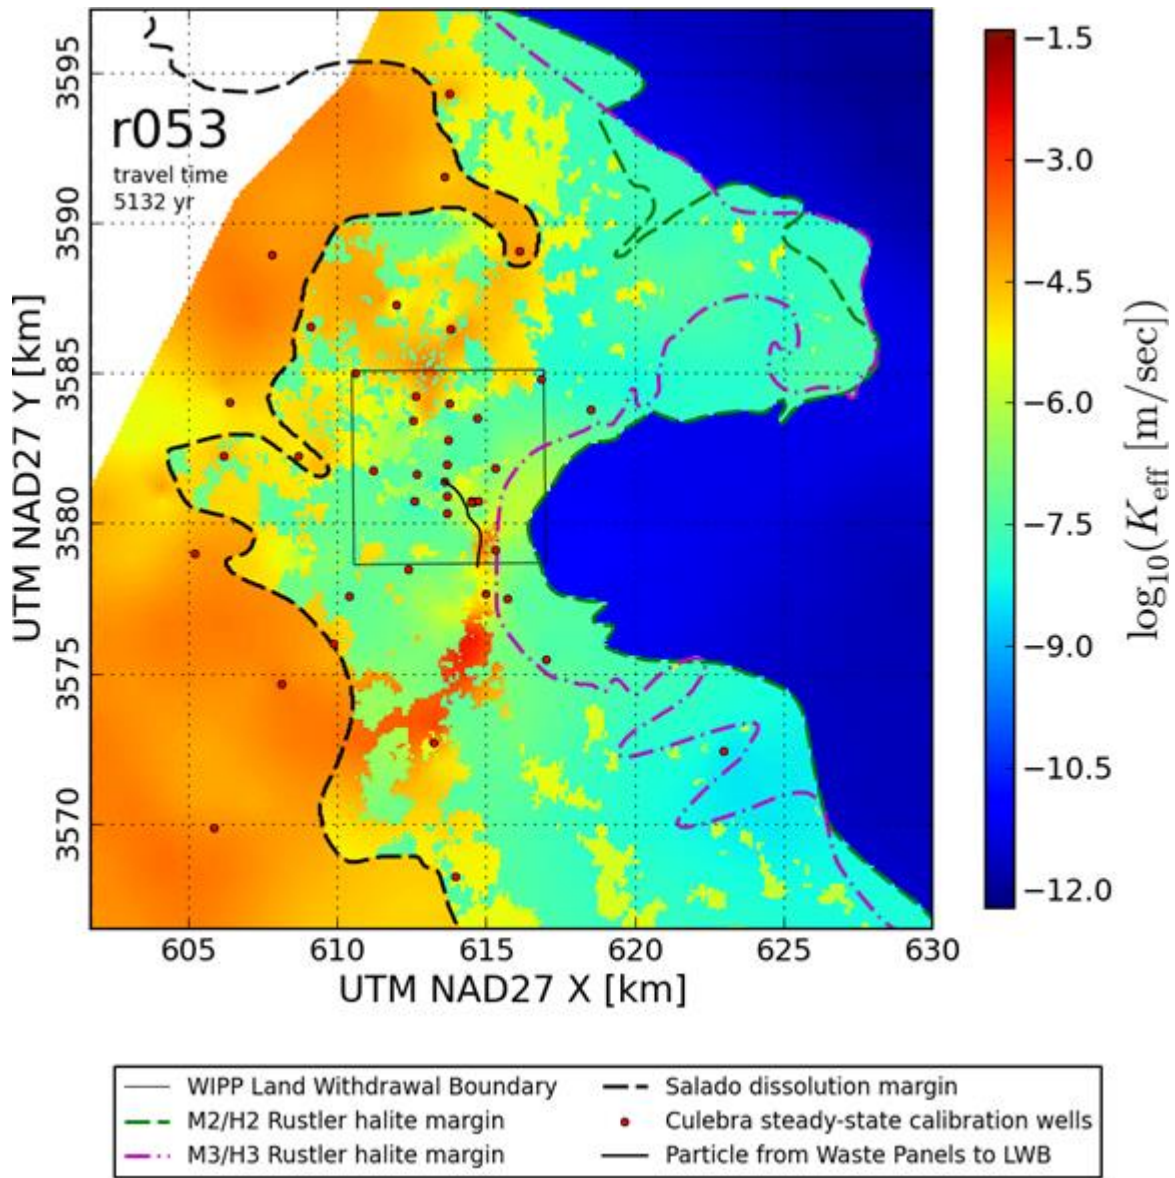 r053
travel time
5132 yr
3595
3590
3585
3580
3575
3570
UTM NAD27 Y [km]
605 610 615 620 625 630
UTM NAD27 X [km]
−1.5
−3.0
−4.5
−6.0
−7.5
−9.0
−10.5
−12.0
log10(Keff [m/sec])
WIPP Land Withdrawal Boundary
M2/H2 Rustler halite margin
M3/H3 Rustler halite margin
Salado dissolution margin
Culebra steady-state calibration wells
Particle from Waste Panels to LWB